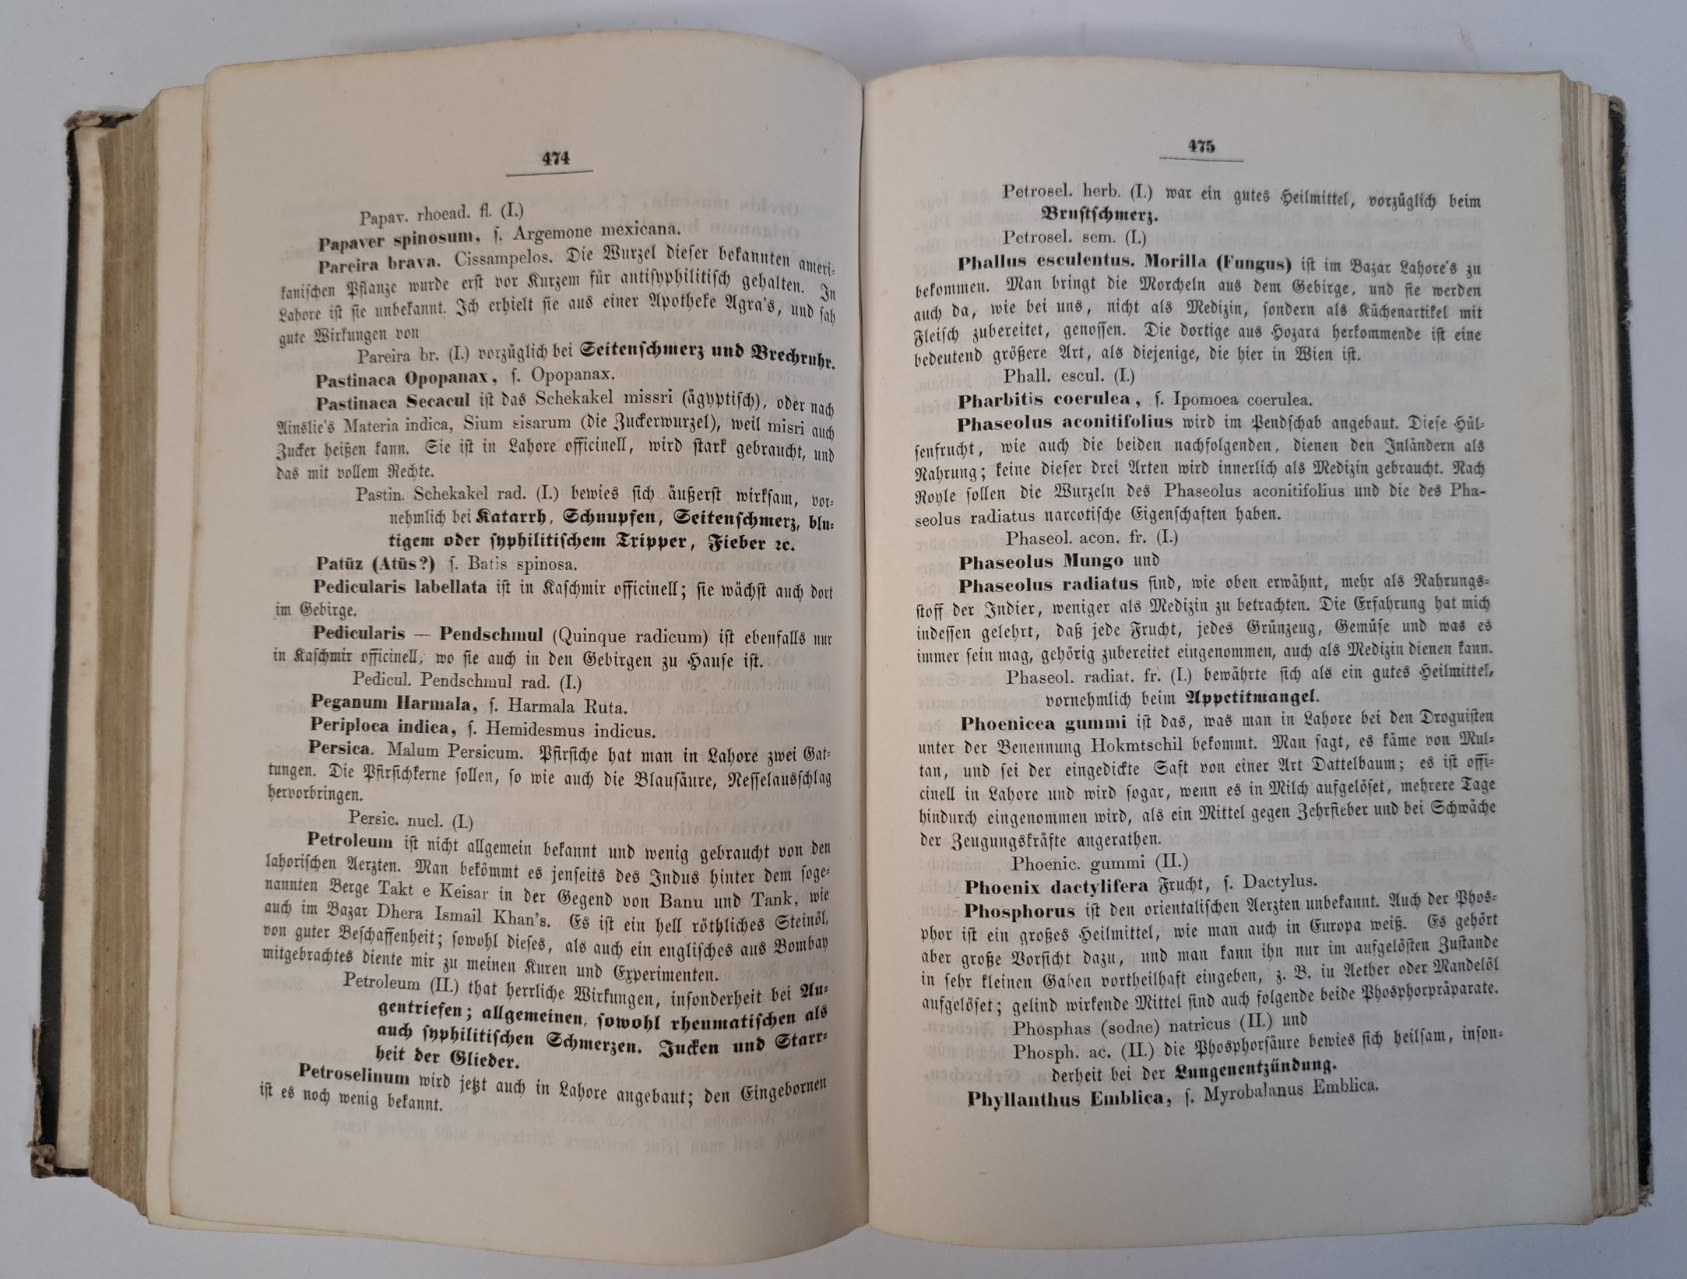 474
Papav. rhoead. fl. (I.)
Papaver spinosum, ſ. Argemone mexicana.
Pareira brava. Cissampelos. Die Wurzel dieſer bekannten ameri-
kaniſchen Pflanze wurde erſt vor Kurzem für antiſyphilitiſch gehalten. In
Lahore iſt ſie unbekannt. Ich erhielt ſie aus einer Apotheke Agra's, und ſah
gute Wirkungen von
Pareira br. (I.) vorzüglich bei Seitenſchmerz und Brechruhr.
Pastinaca Opopanax, ſ. Opopanax.
Pastinaca Secacul iſt das Schekakel missri (ägyptiſch), oder nach
Ainslie's Materia indica, Sium sisarum (die Zuckerwurzel), weil misri auch
Zucker heißen kann. Sie iſt in Lahore officinell, wird ſtark gebraucht, und
das mit vollem Rechte.
Pastin. Schekakel rad. (I.) bewies ſich äußerſt wirkſam, vor-
nehmlich bei Katarrh, Schnupfen, Seitenſchmerz, blu-
tigem oder ſyphilitiſchem Tripper, Fieber ꝛc.
Patüz (Atüs?) ſ. Batis spinosa.
Pedicularis labellata iſt in Kaſchmir officinell; ſie wächſt auch dort
im Gebirge.
Pedicularis — Pendschmul (Quinque radicum) iſt ebenfalls nur
in Kaſchmir officinell, wo ſie auch in den Gebirgen zu Hauſe iſt.
Pedicul. Pendschmul rad. (I.)
Peganum Harmala, ſ. Harmala Ruta.
Periploca indica, ſ. Hemidesmus indicus.
Persica. Malum Persicum. Pfirſiche hat man in Lahore zwei Gat-
tungen. Die Pfirſichkerne ſollen, ſo wie auch die Blauſäure, Neſſelausſchlag
hervorbringen.
Persic. nucl. (I.)
Petroleum iſt nicht allgemein bekannt und wenig gebraucht von den
lahoriſchen Aerzten. Man bekömmt es jenſeits des Indus hinter dem ſoge-
nannten Berge Takt e Keisar in der Gegend von Banu und Tank, wie
auch im Bazar Dhera Ismail Khan's. Es iſt ein hell röthliches Steinöl,
von guter Beſchaffenheit; ſowohl dieſes, als auch ein engliſches aus Bombay
mitgebrachtes diente mir zu meinen Kuren und Experimenten.
Petroleum (II.) that herrliche Wirkungen, inſonderheit bei Au-
gentriefen; allgemeinen, ſowohl rheumatiſchen als
auch ſyphilitiſchen Schmerzen. Jucken und Starr-
heit der Glieder.
Petroselinum wird jetzt auch in Lahore angebaut; den Eingebornen
iſt es noch wenig bekannt.
475
Petrosel. herb. (I.) war ein gutes Heilmittel, vorzüglich beim
Bruſtſchmerz.
Petrosel. sem. (I.)
Phallus esculentus. Morilla (Fungus) iſt im Bazar Lahore's zu
bekommen. Man bringt die Morcheln aus dem Gebirge, und ſie werden
auch da, wie bei uns, nicht als Medizin, ſondern als Küchenartikel mit
Fleiſch zubereitet, genoſſen. Die dortige aus Hozara herkommende iſt eine
bedeutend größere Art, als diejenige, die hier in Wien iſt.
Phall. escul. (I.)
Pharbitis coerulea, ſ. Ipomoea coerulea.
Phaseolus aconitifolius wird im Pendſchab angebaut. Dieſe Hül-
ſenfrucht, wie auch die beiden nachfolgenden, dienen den Inländern als
Nahrung; keine dieſer drei Arten wird innerlich als Medizin gebraucht. Nach
Royle ſollen die Wurzeln des Phaseolus aconitifolius und die des Pha-
seolus radiatus narcotiſche Eigenſchaften haben.
Phaseol. acon. fr. (I.)
Phaseolus Mungo und
Phaseolus radiatus ſind, wie oben erwähnt, mehr als Nahrungs-
ſtoff der Indier, weniger als Medizin zu betrachten. Die Erfahrung hat mich
indeſſen gelehrt, daß jede Frucht, jedes Grünzeug, Gemüſe und was es
immer ſein mag, gehörig zubereitet eingenommen, auch als Medizin dienen kann.
Phaseol. radiat. fr. (I.) bewährte ſich als ein gutes Heilmittel,
vornehmlich beim Appetitmangel.
Phoenicea gummi iſt das, was man in Lahore bei den Droguiſten
unter der Benennung Hokmtschil bekommt. Man ſagt, es käme von Mul-
tan, und ſei der eingedickte Saft von einer Art Dattelbaum; es iſt offi-
cinell in Lahore und wird ſogar, wenn es in Milch aufgelöſet, mehrere Tage
hindurch eingenommen wird, als ein Mittel gegen Zehrfieber und bei Schwäche
der Zeugungskräfte angerathen.
Phoenic. gummi (II.)
Phoenix dactylifera Frucht, ſ. Dactylus.
Phosphorus iſt den orientaliſchen Aerzten unbekannt. Auch der Phos-
phor iſt ein großes Heilmittel, wie man auch in Europa weiß. Es gehört
aber große Vorſicht dazu, und man kann ihn nur im aufgelöſten Zuſtande
in ſehr kleinen Gaben vortheilhaft eingeben, z. B. in Aether oder Mandelöl
aufgelöſet; gelind wirkende Mittel ſind auch folgende beide Phosphorpräparate.
Phosphas (sodae) natricus (II.) und
Phosph. ac. (II.) die Phosphorſäure bewies ſich heilſam, inſon-
derheit bei der Lungenentzündung.
Phyllanthus Emblica, ſ. Myrobalanus Emblica.